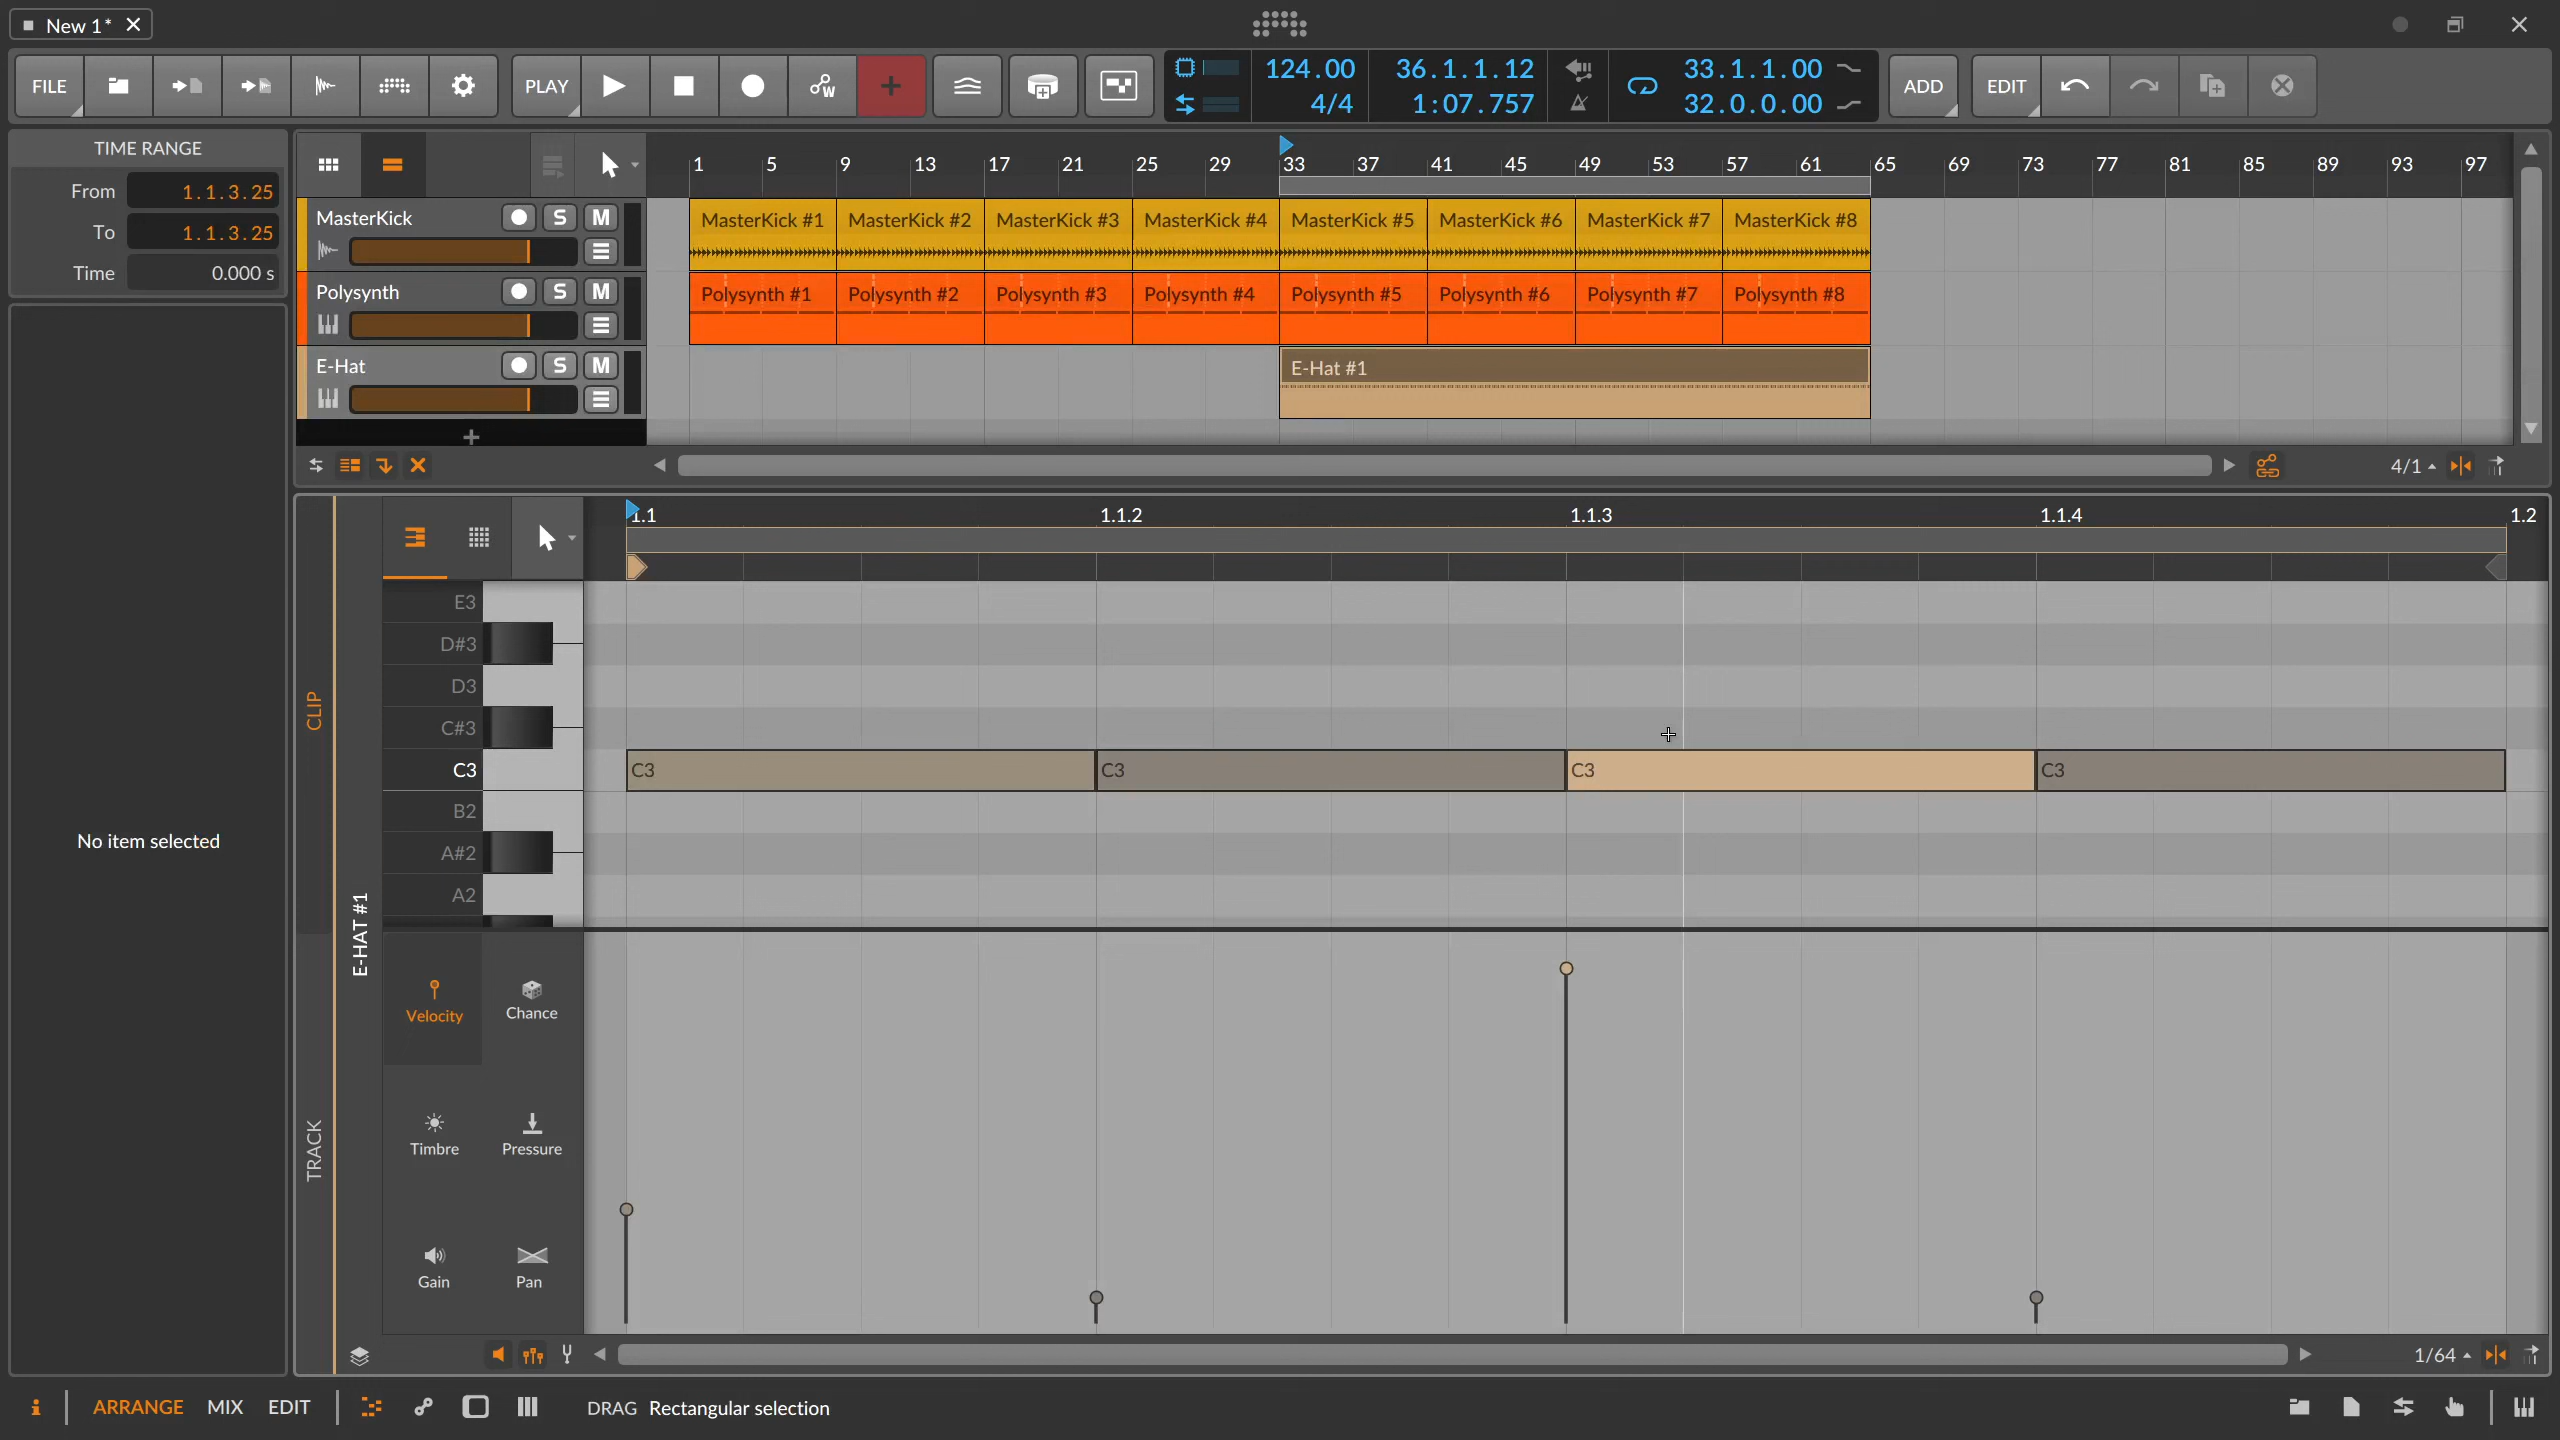 New 1*
FILE
PLAY
124.00
4/4
36.1.1.12
1:07.757
33.1.1.00
32.0.0.00
ADD
EDIT
TIME RANGE
From 1.1.3.25
To 1.1.3.25
Time 0.000 s
No item selected
1 5 9 13 17 21 25 29 33 37 41 45 49 53 57 61 65 69 73 77 81 85 89 93 97
MasterKick S M
MasterKick #1 MasterKick #2 MasterKick #3 MasterKick #4 MasterKick #5 MasterKick #6 MasterKick #7 MasterKick #8
Polysynth S M
Polysynth #1 Polysynth #2 Polysynth #3 Polysynth #4 Polysynth #5 Polysynth #6 Polysynth #7 Polysynth #8
E-Hat S M
E-Hat #1
4/1
CLIP
TRACK
E-HAT #1
1.1 1.1.2 1.1.3 1.1.4 1.2
E3
D#3
D3
C#3
C3 C3 C3 C3 C3
B2
A#2
A2
Velocity Chance
Timbre Pressure
Gain Pan
1/64
ARRANGE MIX EDIT
DRAG Rectangular selection